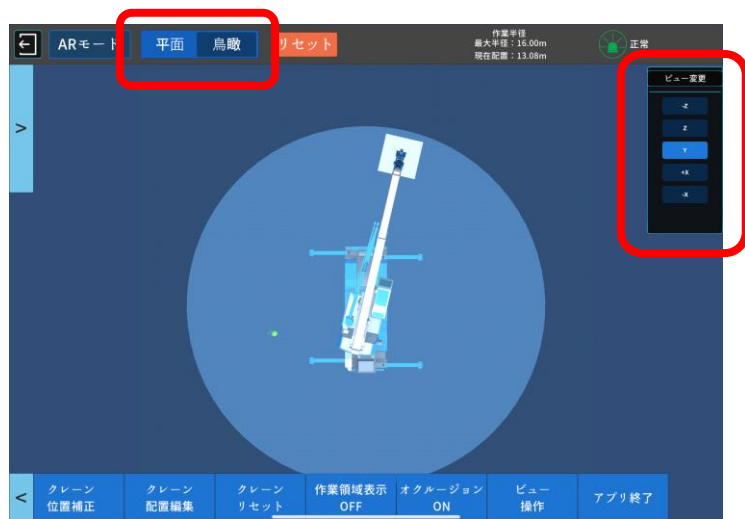 ARモード
平面
鳥瞰
リセット
作業半径
最大半径：16.00m
現在配置：13.08m
正常
ビュー変更
-Z
Z
Y
+X
-X
>
<
クレーン
位置補正
クレーン
配置編集
クレーン
リセット
作業領域表示
OFF
オクルージョン
ON
ビュー
操作
アプリ終了